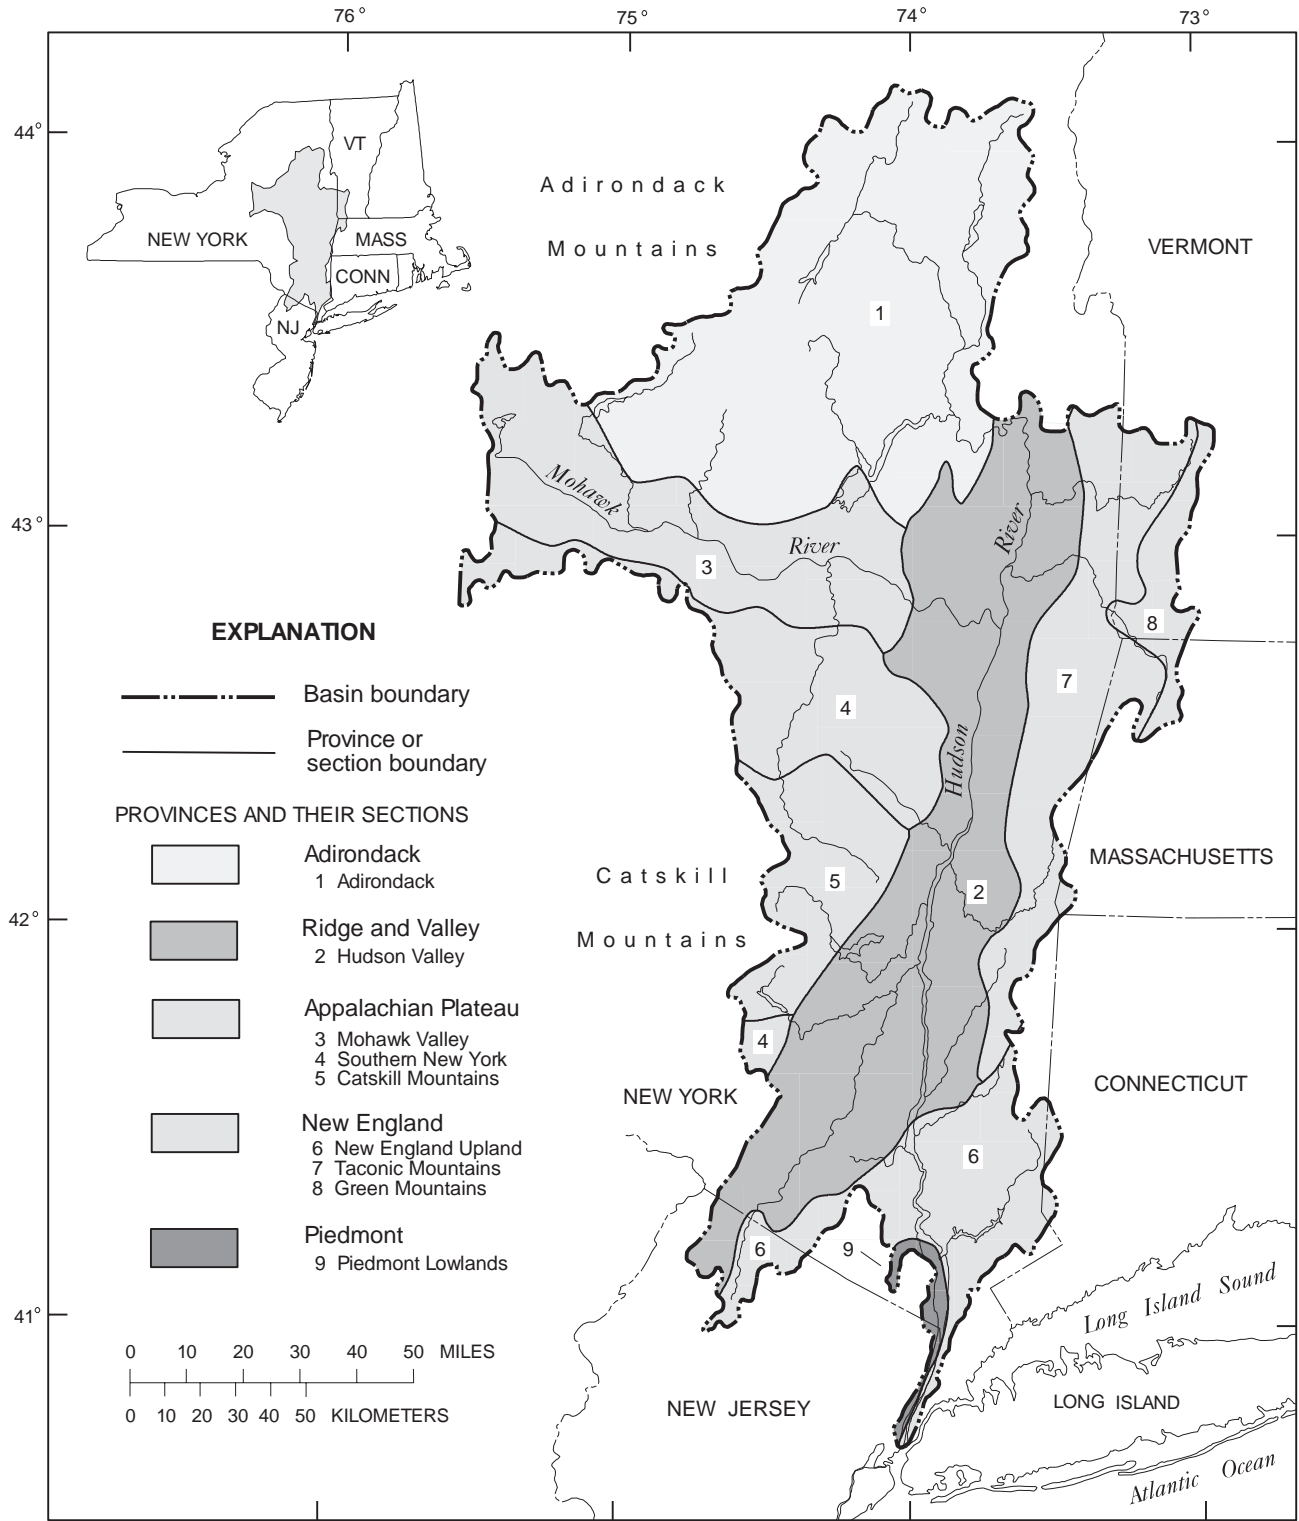 76°
75°
74°
73°
44°
43°
42°
41°
VT
NEW YORK
MASS
CONN
NJ
Adirondack
Mountains
VERMONT
1
Mohawk
River
River
3
8
7
4
Hudson
Catskill
Mountains
5
2
MASSACHUSETTS
4
NEW YORK
CONNECTICUT
6
6
9
NEW JERSEY
Long Island Sound
LONG ISLAND
Atlantic Ocean
EXPLANATION
Basin boundary
Province or
section boundary
PROVINCES AND THEIR SECTIONS
Adirondack
1 Adirondack
Ridge and Valley
2 Hudson Valley
Appalachian Plateau
3 Mohawk Valley
4 Southern New York
5 Catskill Mountains
New England
6 New England Upland
7 Taconic Mountains
8 Green Mountains
Piedmont
9 Piedmont Lowlands
0 10 20 30 40 50 MILES
0 10 20 30 40 50 KILOMETERS